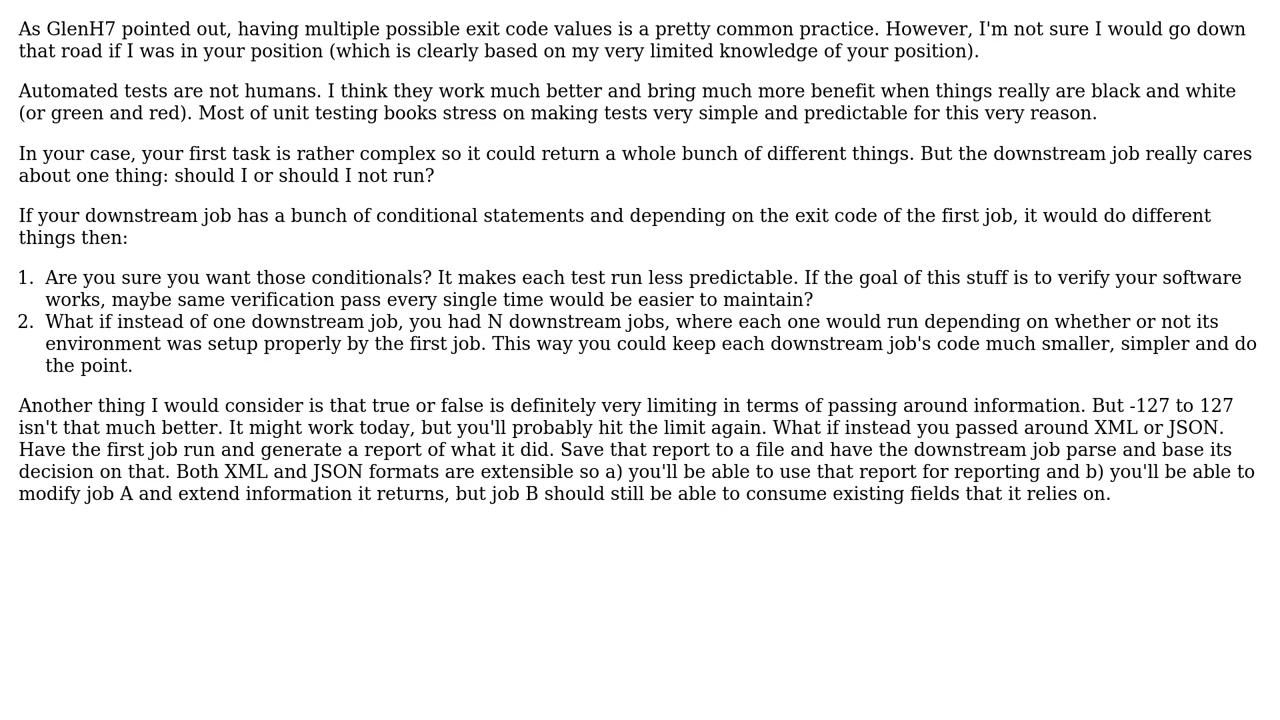 As GlenH7 pointed out, having multiple possible exit code values is a pretty common practice. However, I'm not sure I would go down
that road if I was in your position (which is clearly based on my very limited knowledge of your position).
Automated tests are not humans. I think they work much better and bring much more benefit when things really are black and white
(or green and red). Most of unit testing books stress on making tests very simple and predictable for this very reason.
In your case, your first task is rather complex so it could return a whole bunch of different things. But the downstream job really cares
about one thing: should I or should I not run?
If your downstream job has a bunch of conditional statements and depending on the exit code of the first job, it would do different
things then:
1. Are you sure you want those conditionals? It makes each test run less predictable. If the goal of this stuff is to verify your software
works, maybe same verification pass every single time would be easier to maintain?
2. What if instead of one downstream job, you had N downstream jobs, where each one would run depending on whether or not its
environment was setup properly by the first job. This way you could keep each downstream job's code much smaller, simpler and do
the point.
Another thing I would consider is that true or false is definitely very limiting in terms of passing around information. But -127 to 127
isn't that much better. It might work today, but you'll probably hit the limit again. What if instead you passed around XML or JSON.
Have the first job run and generate a report of what it did. Save that report to a file and have the downstream job parse and base its
decision on that. Both XML and JSON formats are extensible so a) you'll be able to use that report for reporting and b) you'll be able to
modify job A and extend information it returns, but job B should still be able to consume existing fields that it relies on.